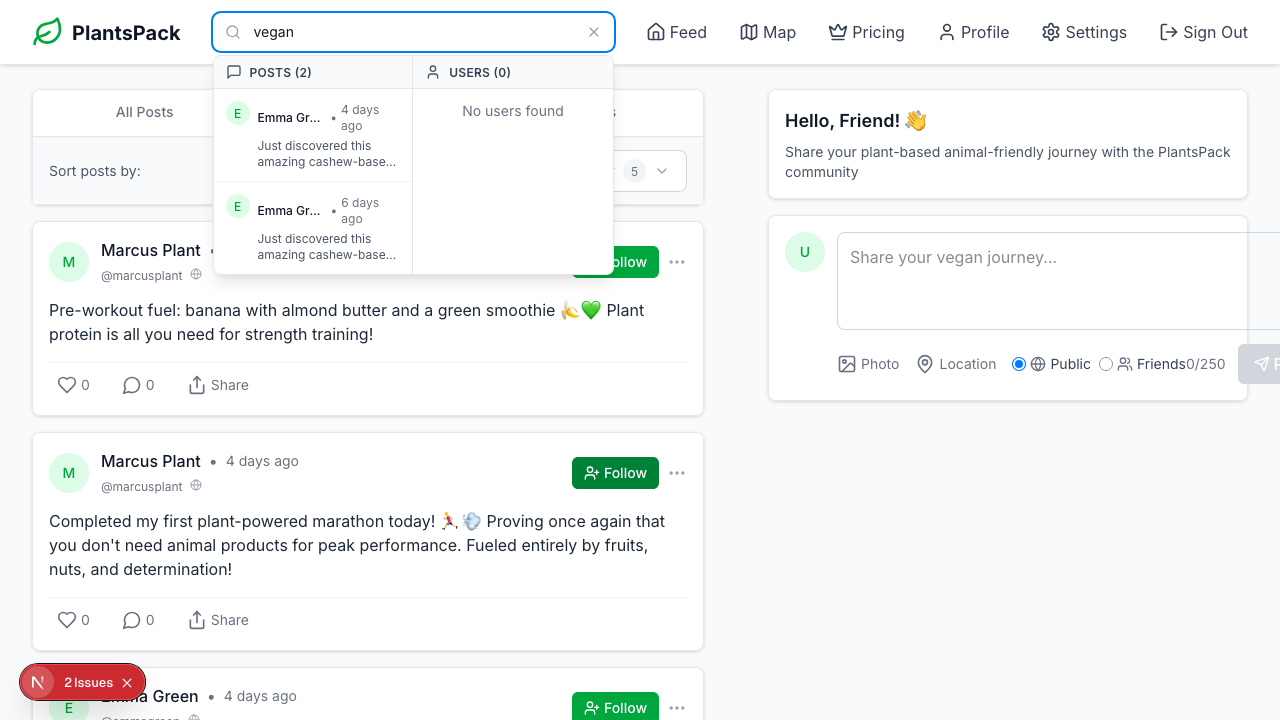 PlantsPack
vegan
Feed
Map
Pricing
Profile
Settings
Sign Out
POSTS (2)
USERS (0)
E
Emma Gr... • 4 days ago
Just discovered this
amazing cashew-base...
E
Emma Gr... • 6 days ago
Just discovered this
amazing cashew-base...
No users found
All Posts
Sort posts by:
5
M
Marcus Plant •
@marcusplant
Follow
Pre-workout fuel: banana with almond butter and a green smoothie 🍌💚 Plant
protein is all you need for strength training!
0
0
Share
M
Marcus Plant • 4 days ago
@marcusplant
Follow
Completed my first plant-powered marathon today! 🏃‍♀️💨 Proving once again that
you don't need animal products for peak performance. Fueled entirely by fruits,
nuts, and determination!
0
0
Share
E
Emma Green • 4 days ago
Follow
N
2 Issues
Hello, Friend! 👋
Share your plant-based animal-friendly journey with the PlantsPack
community
U
Share your vegan journey...
Photo
Location
Public
Friends
0/250